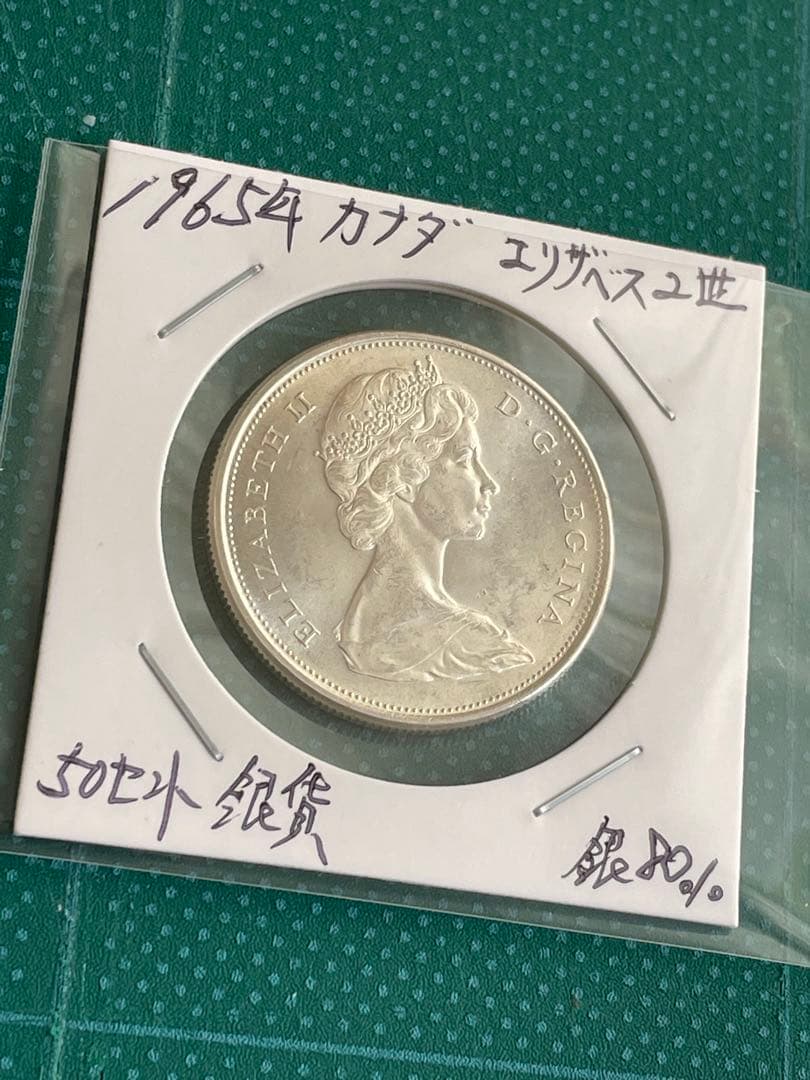 1965年 カナダ エリザベス2世
ELIZABETH II D·G·REGINA
50セント 銀貨
銀80%